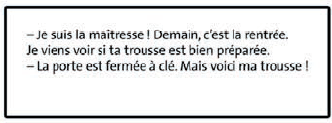 – Je suis la maîtresse ! Demain, c'est la rentrée.
Je viens voir si ta trousse est bien préparée.
– La porte est fermée à clé. Mais voici ma trousse !